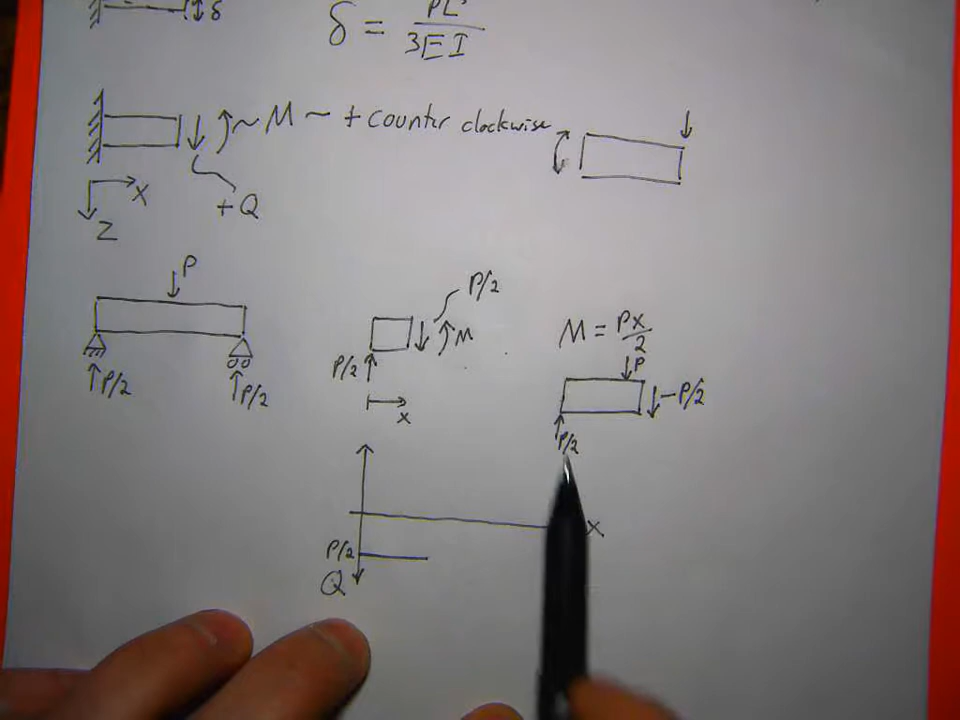 δ
δ = PL³ / 3EI
~ M ~ + counter clockwise
+Q
X
Z
P
P/2
P/2
P/2
M
P/2
x
M = Px/2
P
-P/2
P/2
X
P/2
Q